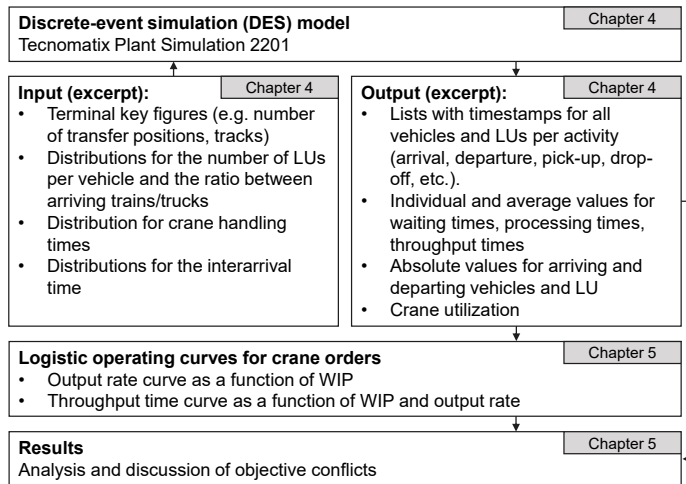 Discrete-event simulation (DES) model
Chapter 4
Tecnomatix Plant Simulation 2201
Input (excerpt):
Chapter 4
• Terminal key figures (e.g. number
of transfer positions, tracks)
• Distributions for the number of LUs
per vehicle and the ratio between
arriving trains/trucks
• Distribution for crane handling
times
• Distributions for the interarrival
time
Output (excerpt):
Chapter 4
• Lists with timestamps for all
vehicles and LUs per activity
(arrival, departure, pick-up, drop-
off, etc.).
• Individual and average values for
waiting times, processing times,
throughput times
• Absolute values for arriving and
departing vehicles and LU
• Crane utilization
Logistic operating curves for crane orders
Chapter 5
• Output rate curve as a function of WIP
• Throughput time curve as a function of WIP and output rate
Results
Chapter 5
Analysis and discussion of objective conflicts